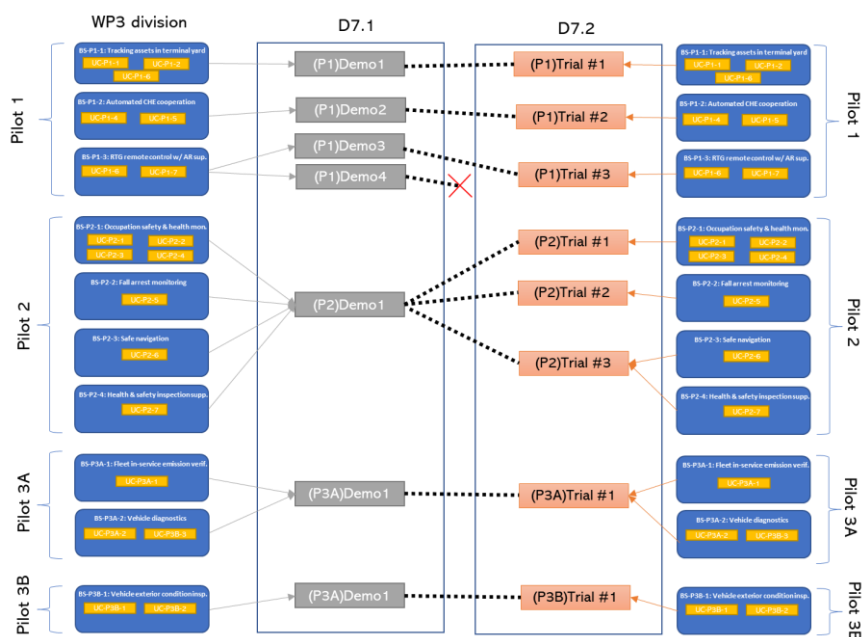 WP3 division
D7.1
D7.2
Pilot 1
BS-P1-1: Tracking assets in terminal yard
UC-P1-1
UC-P1-2
UC-P1-6
BS-P1-2: Automated CHE cooperation
UC-P1-4
UC-P1-5
BS-P1-3: RTG remote control w/ AR sup.
UC-P1-6
UC-P1-7
Pilot 2
BS-P2-1: Occupation safety & health mon.
UC-P2-1
UC-P2-2
UC-P2-3
UC-P2-4
BS-P2-2: Fall arrest monitoring
UC-P2-5
BS-P2-3: Safe navigation
UC-P2-6
BS-P2-4: Health & safety inspection supp.
UC-P2-7
Pilot 3A
BS-P3A-1: Fleet in-service emission verif.
UC-P3A-1
BS-P3A-2: Vehicle diagnostics
UC-P3A-2
UC-P3B-3
Pilot 3B
BS-P3B-1: Vehicle exterior condition insp.
UC-P3B-1
UC-P3B-2
(P1)Demo1
(P1)Demo2
(P1)Demo3
(P1)Demo4
(P2)Demo1
(P3A)Demo1
(P3A)Demo1
(P1)Trial #1
(P1)Trial #2
(P1)Trial #3
(P2)Trial #1
(P2)Trial #2
(P2)Trial #3
(P3A)Trial #1
(P3B)Trial #1
BS-P1-1: Tracking assets in terminal yard
UC-P1-1
UC-P1-2
UC-P1-6
BS-P1-2: Automated CHE cooperation
UC-P1-4
UC-P1-5
BS-P1-3: RTG remote control w/ AR sup.
UC-P1-6
UC-P1-7
Pilot 1
BS-P2-1: Occupation safety & health mon.
UC-P2-1
UC-P2-2
UC-P2-3
UC-P2-4
BS-P2-2: Fall arrest monitoring
UC-P2-5
BS-P2-3: Safe navigation
UC-P2-6
BS-P2-4: Health & safety inspection supp.
UC-P2-7
Pilot 2
BS-P3A-1: Fleet in-service emission verif.
UC-P3A-1
BS-P3A-2: Vehicle diagnostics
UC-P3A-2
UC-P3B-3
Pilot 3A
BS-P3B-1: Vehicle exterior condition insp.
UC-P3B-1
UC-P3B-2
Pilot 3B